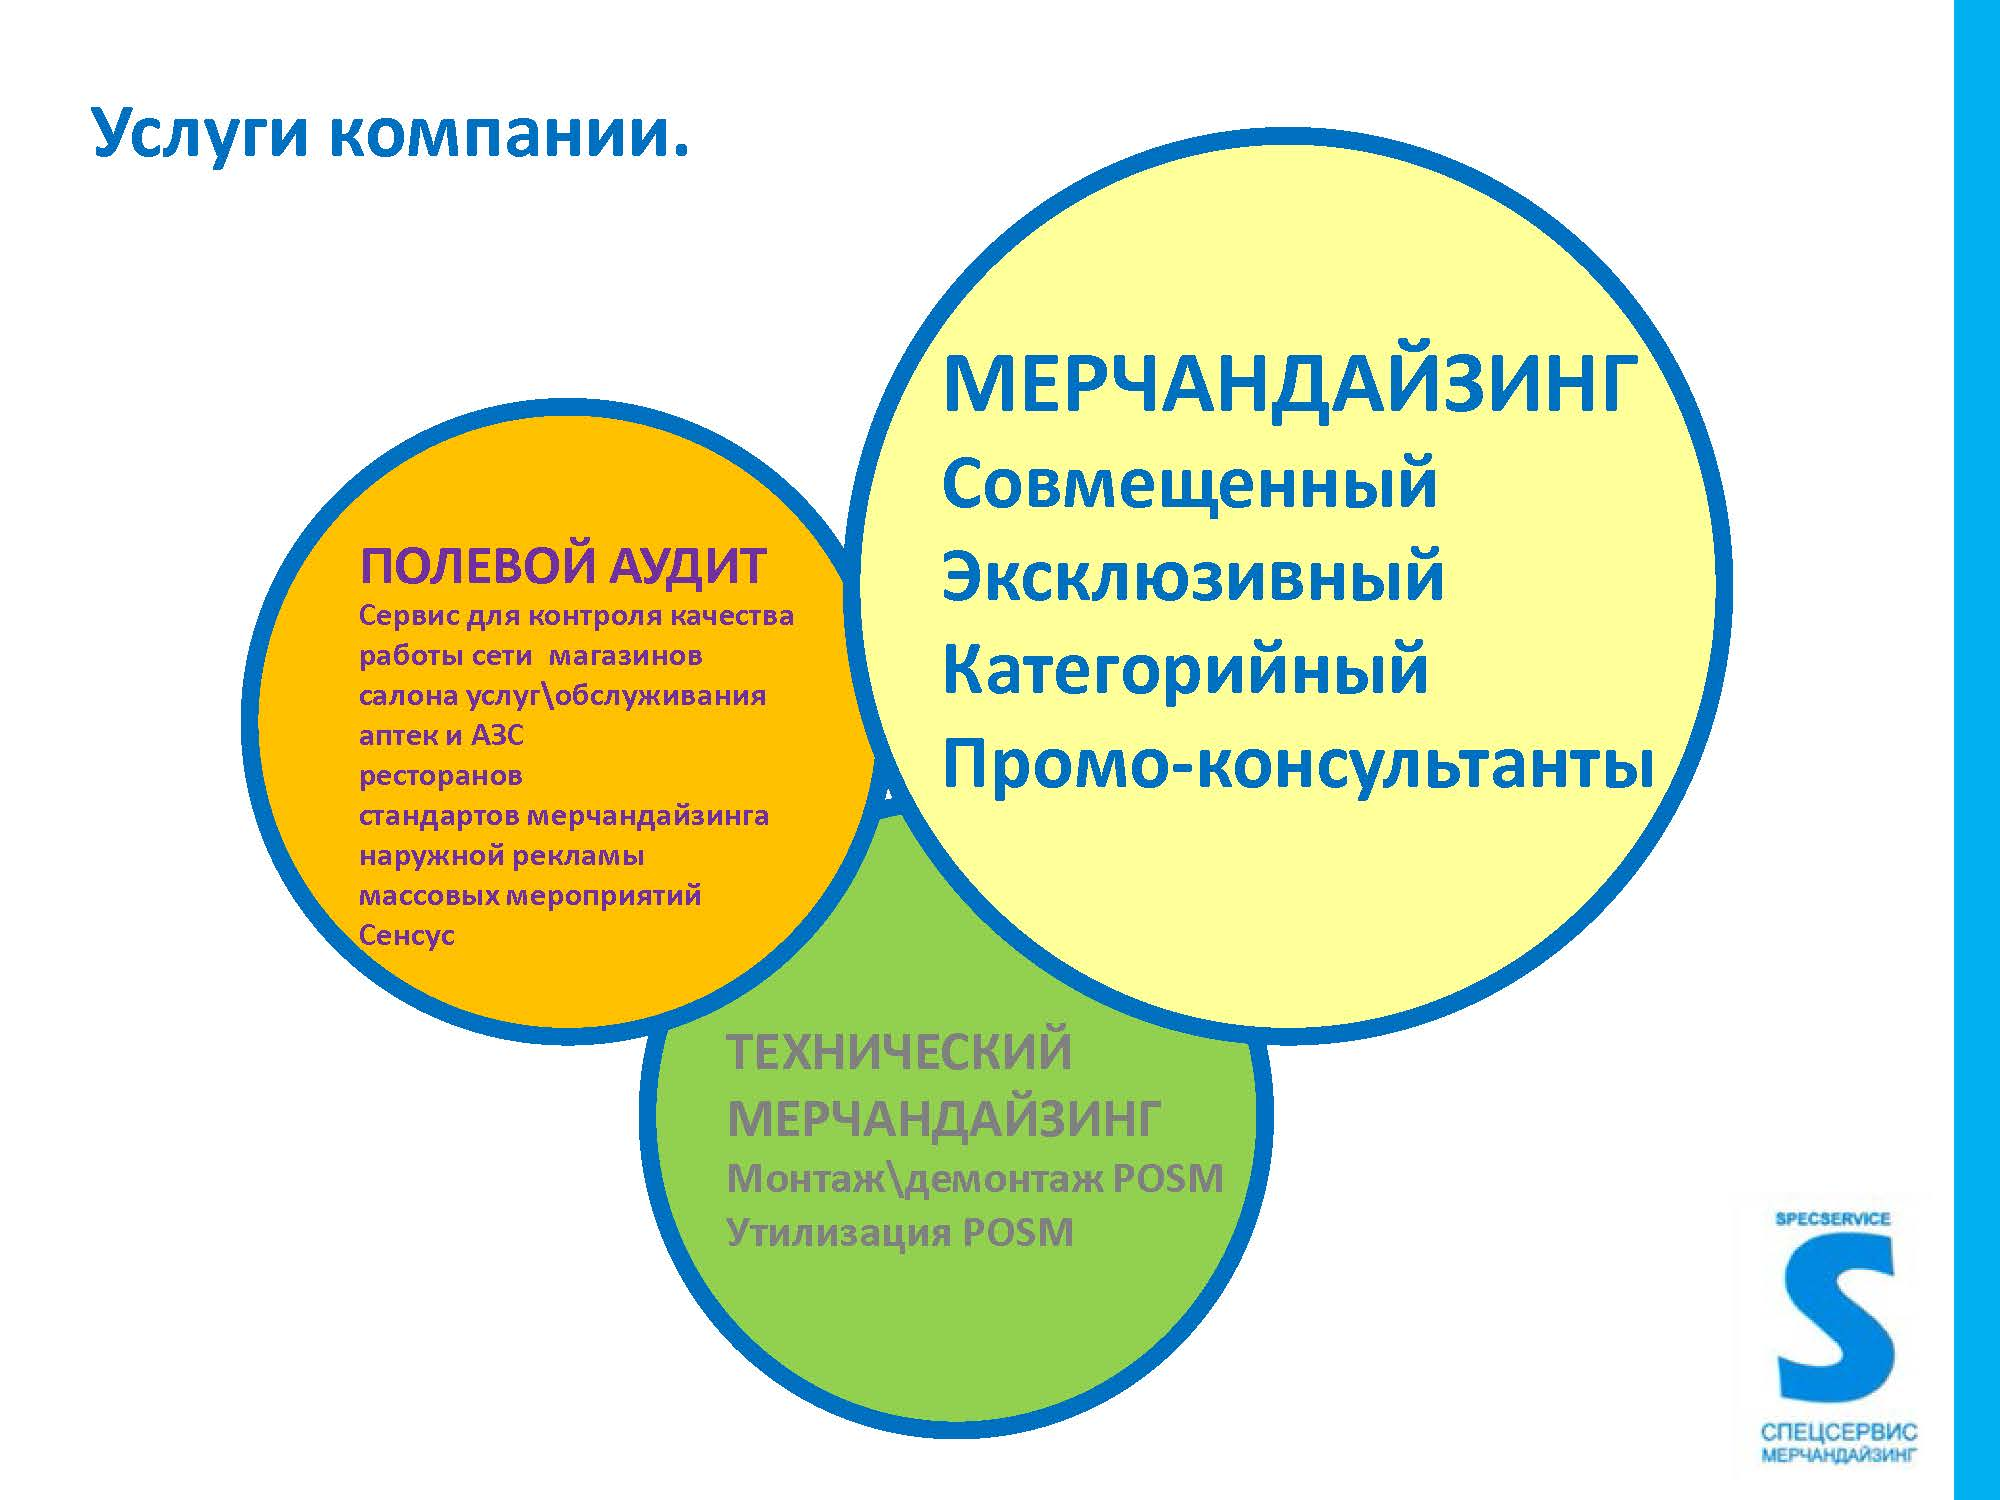 Услуги компании.
МЕРЧАНДАЙЗИНГ
Совмещенный
Эксклюзивный
Категорийный
Промо-консультанты
ПОЛЕВОЙ АУДИТ
Сервис для контроля качества
работы сети магазинов
салона услуг\обслуживания
аптек и АЗС
ресторанов
стандартов мерчандайзинга
наружной рекламы
массовых мероприятий
Сенсус
ТЕХНИЧЕСКИЙ
МЕРЧАНДАЙЗИНГ
Монтаж\демонтаж POSM
Утилизация POSM
SPECSERVICE
S
СПЕЦСЕРВИС
МЕРЧАНДАЙЗИНГ